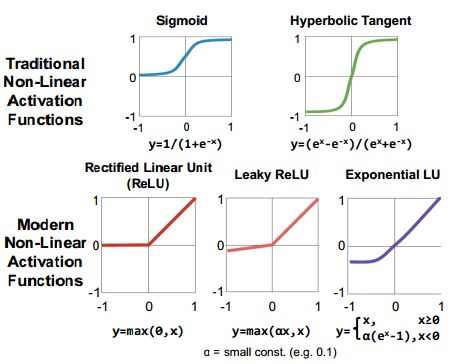 Traditional
Non-Linear
Activation
Functions
Sigmoid
1
0
-1
-1 0 1
y=1/(1+e⁻ˣ)
Hyperbolic Tangent
1
0
-1
-1 0 1
y=(eˣ-e⁻ˣ)/(eˣ+e⁻ˣ)
Modern
Non-Linear
Activation
Functions
Rectified Linear Unit
(ReLU)
1
0
-1
-1 0 1
y=max(0,x)
Leaky ReLU
1
0
-1
-1 0 1
y=max(αx,x)
Exponential LU
1
0
-1
-1 0 1
y={x, x≥0
α(eˣ-1),x<0
α = small const. (e.g. 0.1)